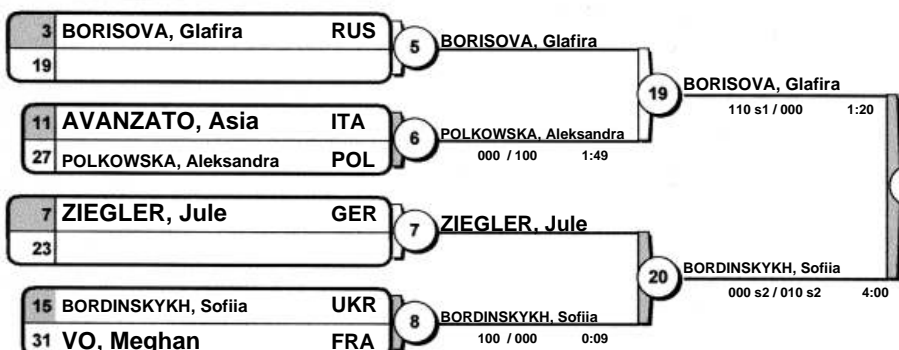 3 BORISOVA, Glafira RUS
19
5
BORISOVA, Glafira
11 AVANZATO, Asia ITA
27 POLKOWSKA, Aleksandra POL
6
POLKOWSKA, Aleksandra
000 / 100 1:49
19
BORISOVA, Glafira
110 s1 / 000 1:20
7 ZIEGLER, Jule GER
23
7
ZIEGLER, Jule
15 BORDINSKYKH, Sofiia UKR
31 VO, Meghan FRA
8
BORDINSKYKH, Sofiia
100 / 000 0:09
20
BORDINSKYKH, Sofiia
000 s2 / 010 s2 4:00